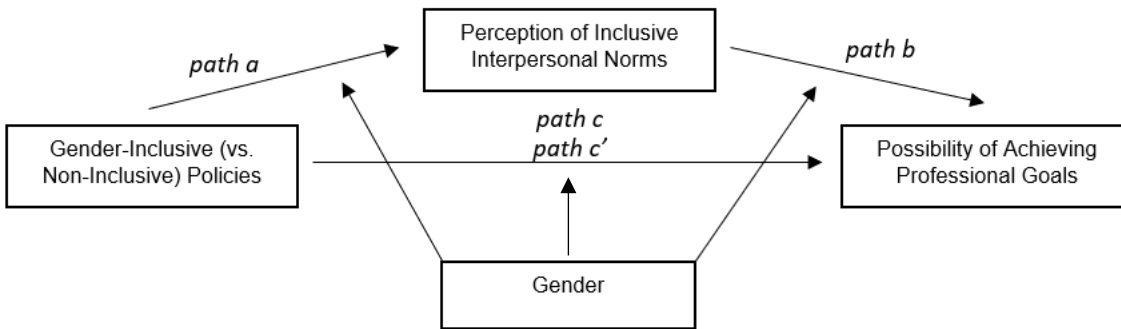 Perception of Inclusive
Interpersonal Norms
path a
path b
path c
path c’
Gender-Inclusive (vs.
Non-Inclusive) Policies
Possibility of Achieving
Professional Goals
Gender